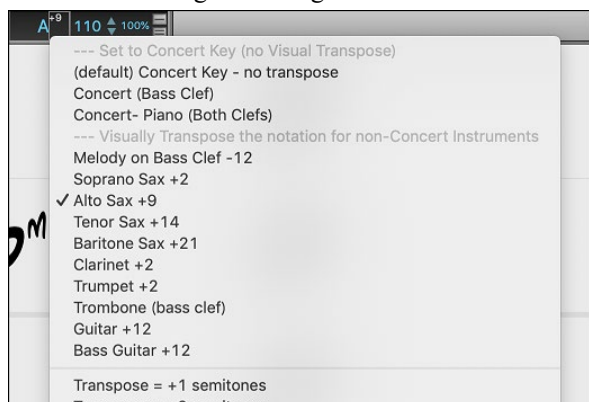 A +9 110 100%
--- Set to Concert Key (no Visual Transpose)
(default) Concert Key - no transpose
Concert (Bass Clef)
Concert- Piano (Both Clefs)
--- Visually Transpose the notation for non-Concert Instruments
Melody on Bass Clef -12
Soprano Sax +2
✓ Alto Sax +9
Tenor Sax +14
Baritone Sax +21
Clarinet +2
Trumpet +2
Trombone (bass clef)
Guitar +12
Bass Guitar +12
Transpose = +1 semitones